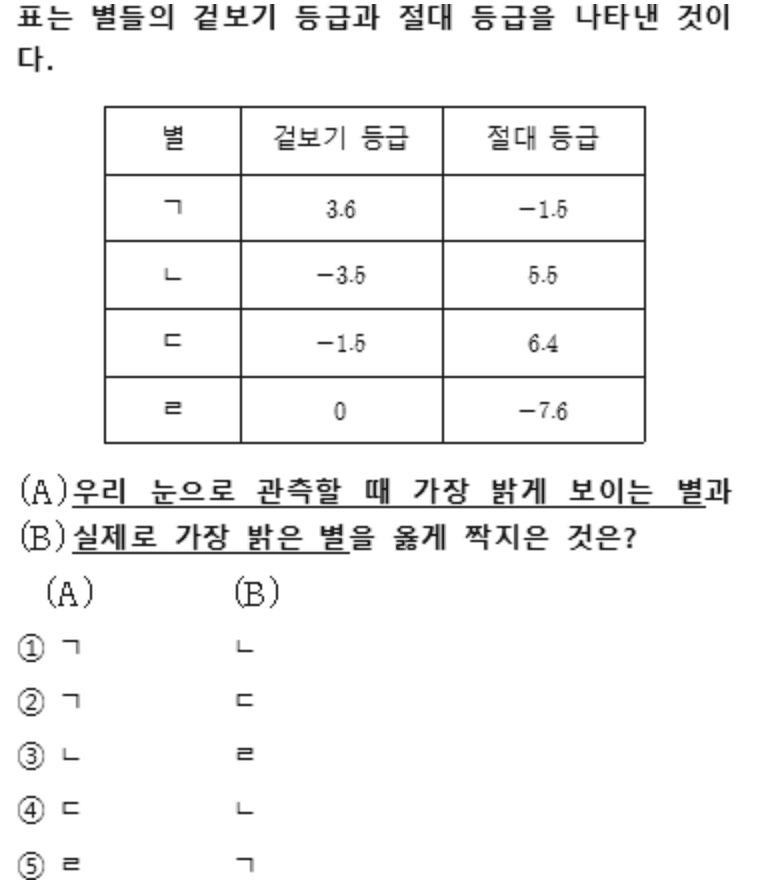 표는 별들의 겉보기 등급과 절대 등급을 나타낸 것이
다.
별 겉보기 등급 절대 등급
ㄱ 3.6 −1.5
ㄴ −3.5 5.5
ㄷ −1.5 6.4
ㄹ 0 −7.6
(A)우리 눈으로 관측할 때 가장 밝게 보이는 별과
(B)실제로 가장 밝은 별을 옳게 짝지은 것은?
(A) (B)
① ㄱ ㄴ
② ㄱ ㄷ
③ ㄴ ㄹ
④ ㄷ ㄴ
⑤ ㄹ ㄱ